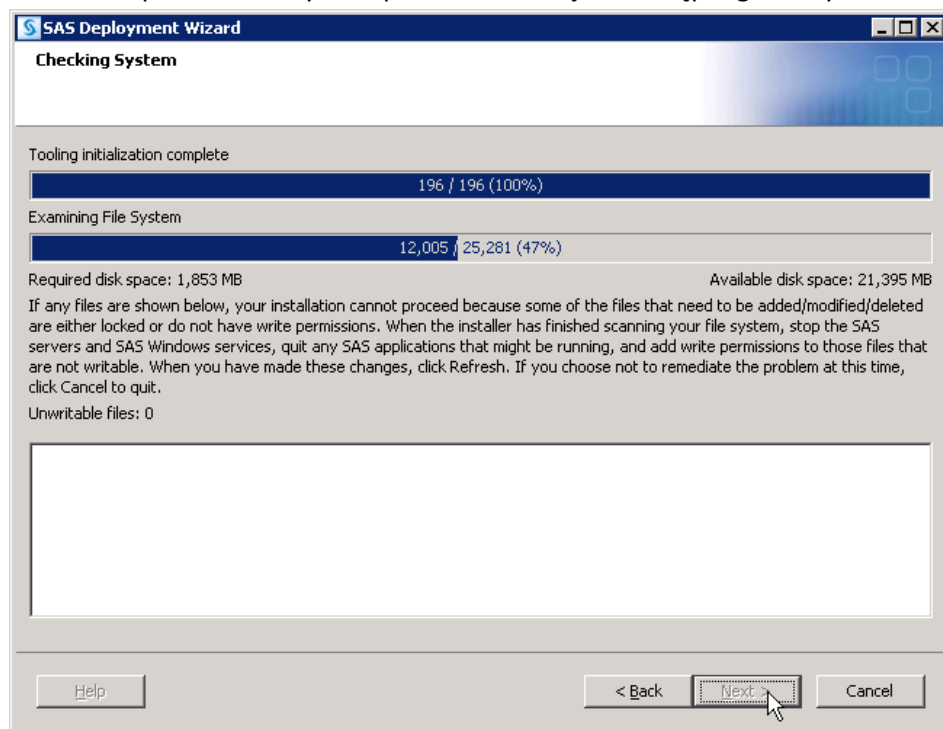 SAS Deployment Wizard
Checking System
Tooling initialization complete
196 / 196 (100%)
Examining File System
12,005 / 25,281 (47%)
Required disk space: 1,853 MB Available disk space: 21,395 MB
If any files are shown below, your installation cannot proceed because some of the files that need to be added/modified/deleted
are either locked or do not have write permissions. When the installer has finished scanning your file system, stop the SAS
servers and SAS Windows services, quit any SAS applications that might be running, and add write permissions to those files that
are not writable. When you have made these changes, click Refresh. If you choose not to remediate the problem at this time,
click Cancel to quit.
Unwritable files: 0
Help < Back Next > Cancel